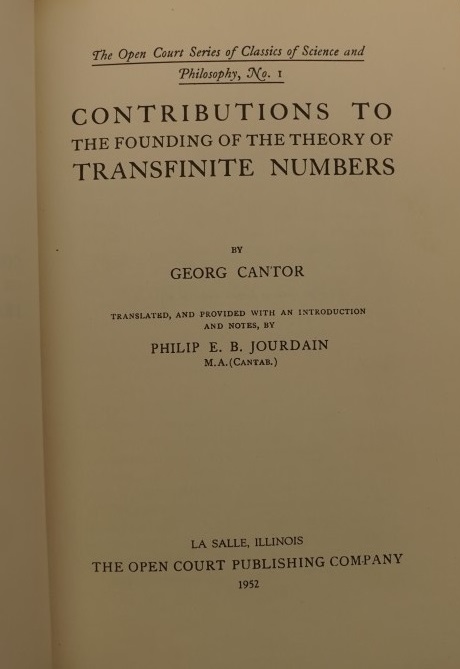 The Open Court Series of Classics of Science and
Philosophy, No. 1
CONTRIBUTIONS TO
THE FOUNDING OF THE THEORY OF
TRANSFINITE NUMBERS
BY
GEORG CANTOR
TRANSLATED, AND PROVIDED WITH AN INTRODUCTION
AND NOTES, BY
PHILIP E. B. JOURDAIN
M.A. (CANTAB.)
LA SALLE, ILLINOIS
THE OPEN COURT PUBLISHING COMPANY
1952